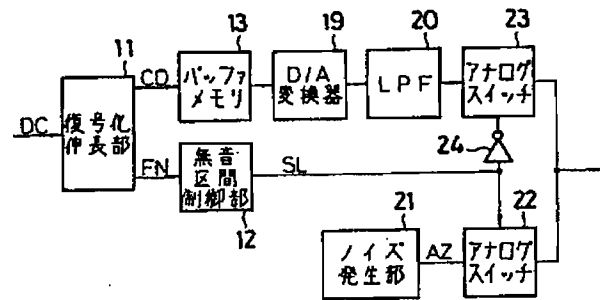 11
13
19
20
23
DC
復号化
伸長部
CD
バッファ
メモリ
D/A
変換器
LPF
アナログ
スイッチ
24
FN
無音
区間
制御部
SL
12
21
22
ノイズ
発生部
AZ
アナログ
スイッチ